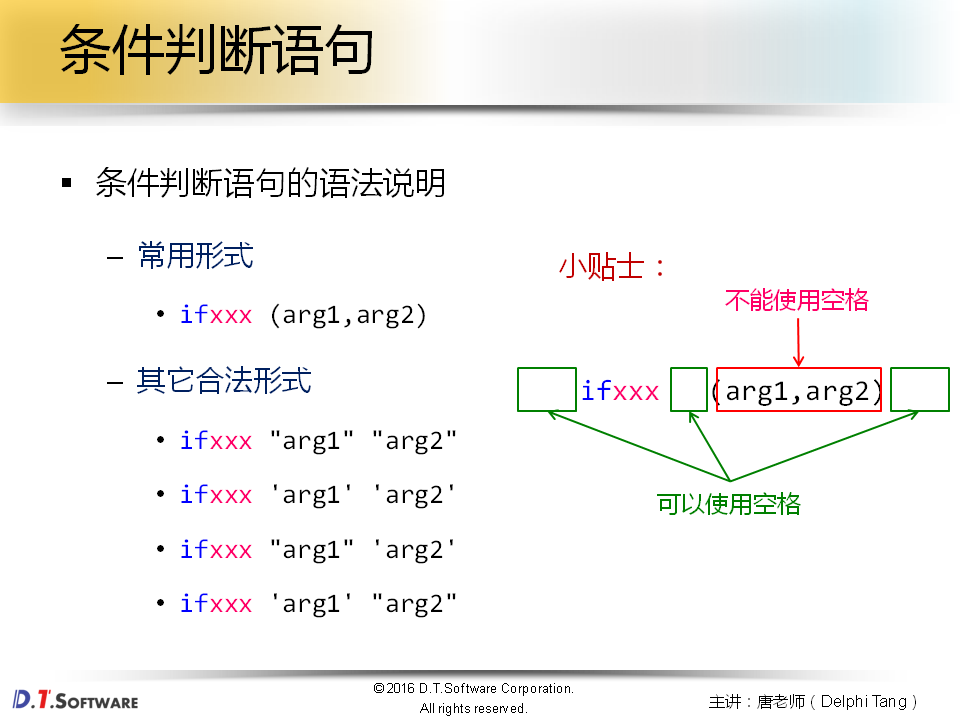 条件判断语句
▪ 条件判断语句的语法说明
– 常用形式
• ifxxx (arg1,arg2)
– 其它合法形式
• ifxxx "arg1" "arg2"
• ifxxx 'arg1' 'arg2'
• ifxxx "arg1" 'arg2'
• ifxxx 'arg1' "arg2"
小贴士：
不能使用空格
ifxxx (arg1,arg2)
可以使用空格
D.T.SOFTWARE
©2016 D.T.Software Corporation.
All rights reserved.
主讲：唐老师（Delphi Tang）